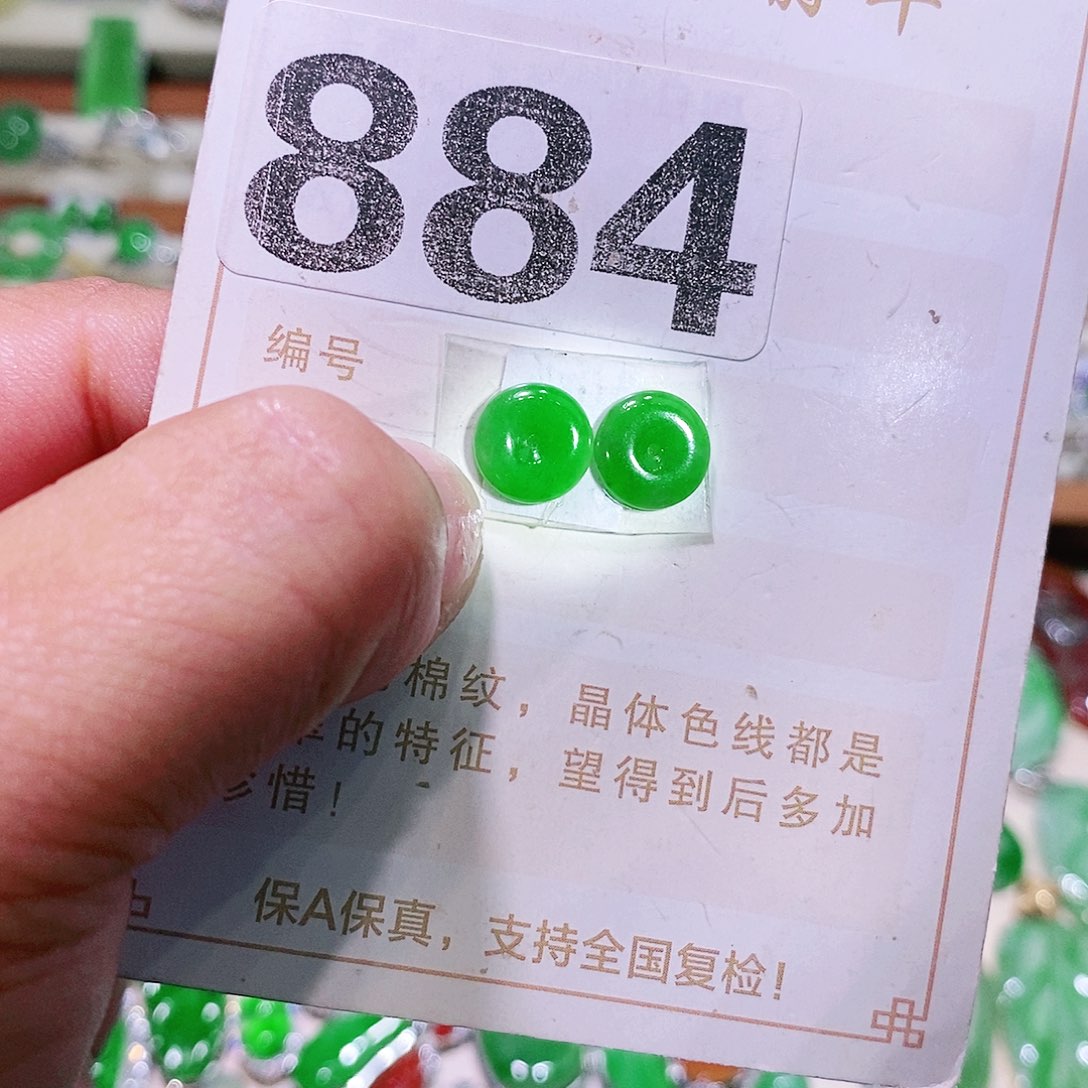 884
编号
棉纹，晶体色线都是
的特征，望得到后多加
珍惜！
保A保真，支持全国复检！